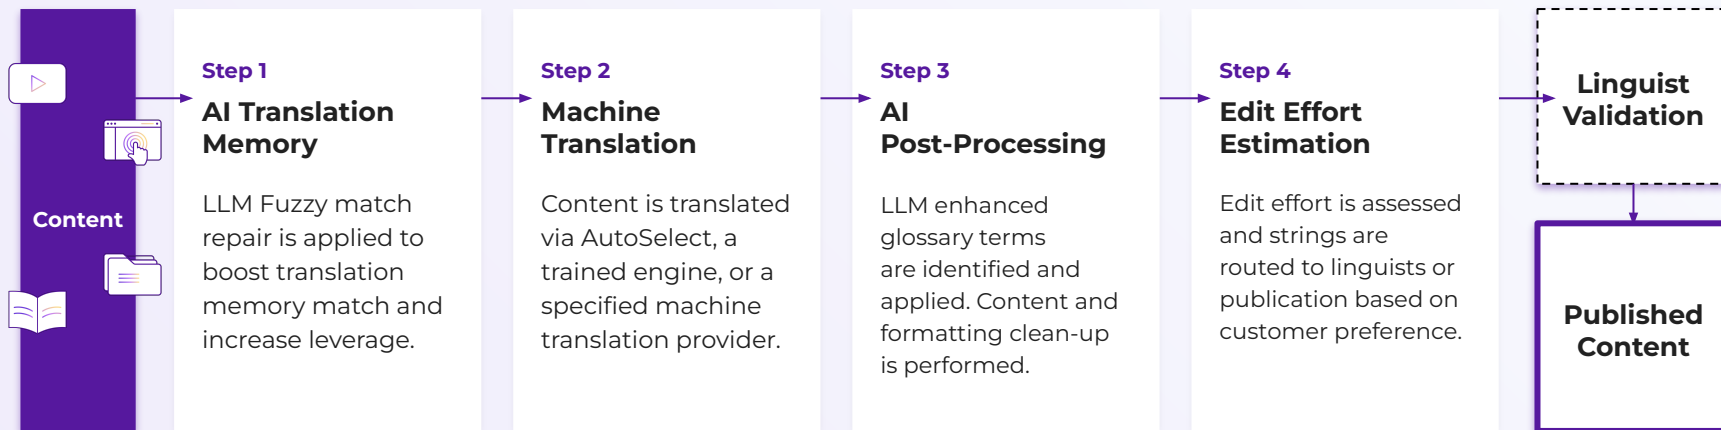 Content
Step 1
AI Translation
Memory
LLM Fuzzy match
repair is applied to
boost translation
memory match and
increase leverage.
Step 2
Machine
Translation
Content is translated
via AutoSelect, a
trained engine, or a
specified machine
translation provider.
Step 3
AI
Post-Processing
LLM enhanced
glossary terms
are identified and
applied. Content and
formatting clean-up
is performed.
Step 4
Edit Effort
Estimation
Edit effort is assessed
and strings are
routed to linguists or
publication based on
customer preference.
Linguist
Validation
Published
Content